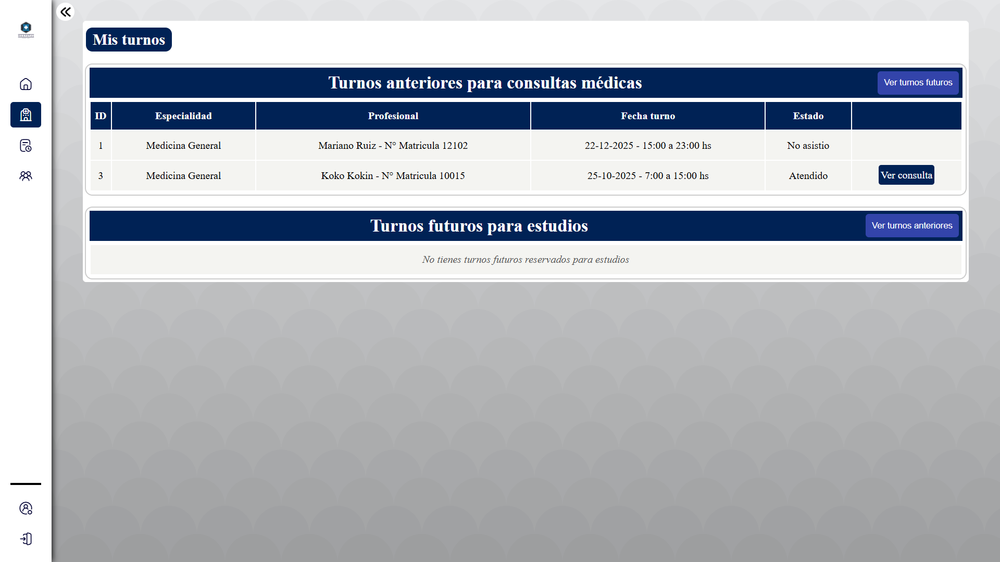 HOSPITAL
Mis turnos
Turnos anteriores para consultas médicas
Ver turnos futuros
ID Especialidad Profesional Fecha turno Estado
1 Medicina General Mariano Ruiz - N° Matricula 12102 22-12-2025 - 15:00 a 23:00 hs No asistio
3 Medicina General Koko Kokin - N° Matricula 10015 25-10-2025 - 7:00 a 15:00 hs Atendido Ver consulta
Turnos futuros para estudios
Ver turnos anteriores
No tienes turnos futuros reservados para estudios